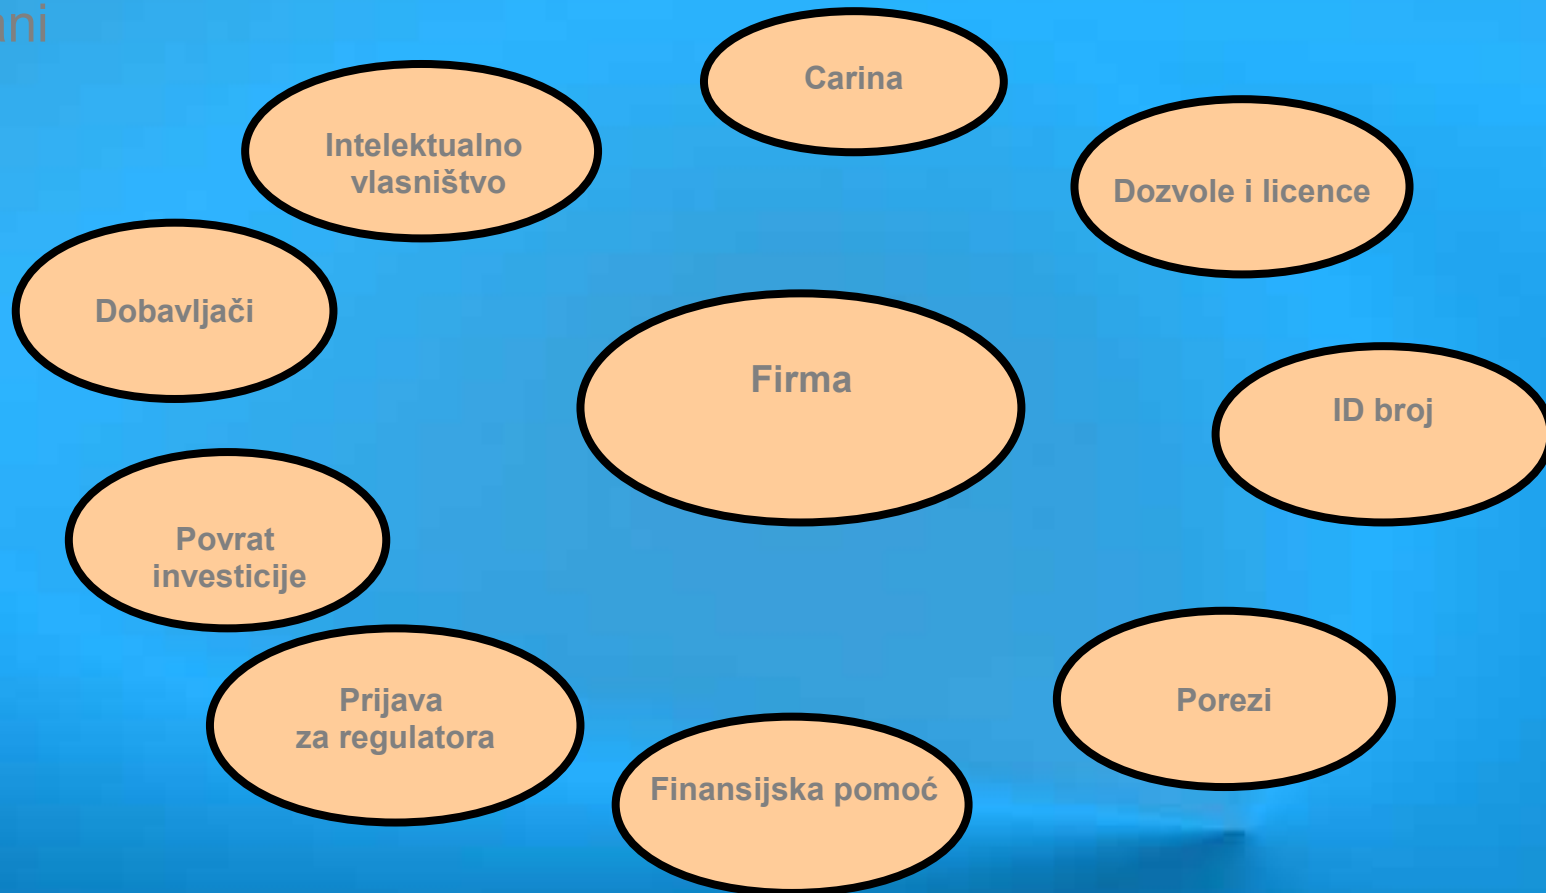 Carina
Intelektualno
vlasništvo
Dozvole i licence
Dobavljači
Firma
ID broj
Povrat
investicije
Prijava
za regulatora
Porezi
Finansijska pomoć